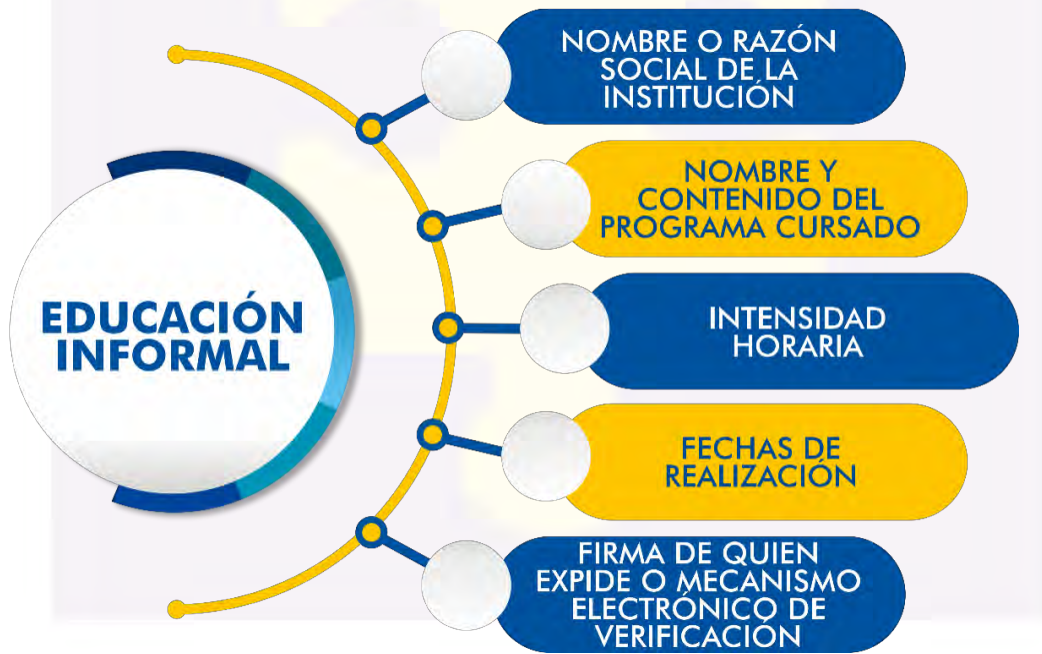 EDUCACIÓN
INFORMAL
NOMBRE O RAZÓN
SOCIAL DE LA
INSTITUCIÓN
NOMBRE Y
CONTENIDO DEL
PROGRAMA CURSADO
INTENSIDAD
HORARIA
FECHAS DE
REALIZACIÓN
FIRMA DE QUIEN
EXPIDE O MECANISMO
ELECTRÓNICO DE
VERIFICACIÓN